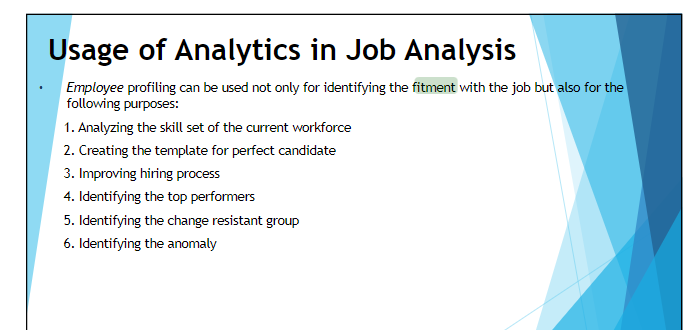 Usage of Analytics in Job Analysis
• Employee profiling can be used not only for identifying the fitment with the job but also for the
following purposes:
1. Analyzing the skill set of the current workforce
2. Creating the template for perfect candidate
3. Improving hiring process
4. Identifying the top performers
5. Identifying the change resistant group
6. Identifying the anomaly